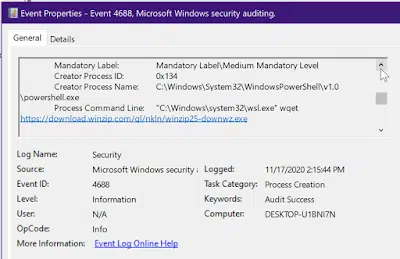 Event Properties - Event 4688, Microsoft Windows security auditing.
General Details
Mandatory Label: Mandatory Label\Medium Mandatory Level
Creator Process ID: 0x134
Creator Process Name: C:\Windows\System32\WindowsPowerShell\v1.0
\powershell.exe
Process Command Line: "C:\Windows\system32\wsl.exe" wget
https://download.winzip.com/gl/nkln/winzip25-downwz.exe
Log Name: Security
Source: Microsoft Windows security a Logged: 11/17/2020 2:15:44 PM
Event ID: 4688 Task Category: Process Creation
Level: Information Keywords: Audit Success
User: N/A Computer: DESKTOP-U1BNI7N
OpCode: Info
More Information: Event Log Online Help